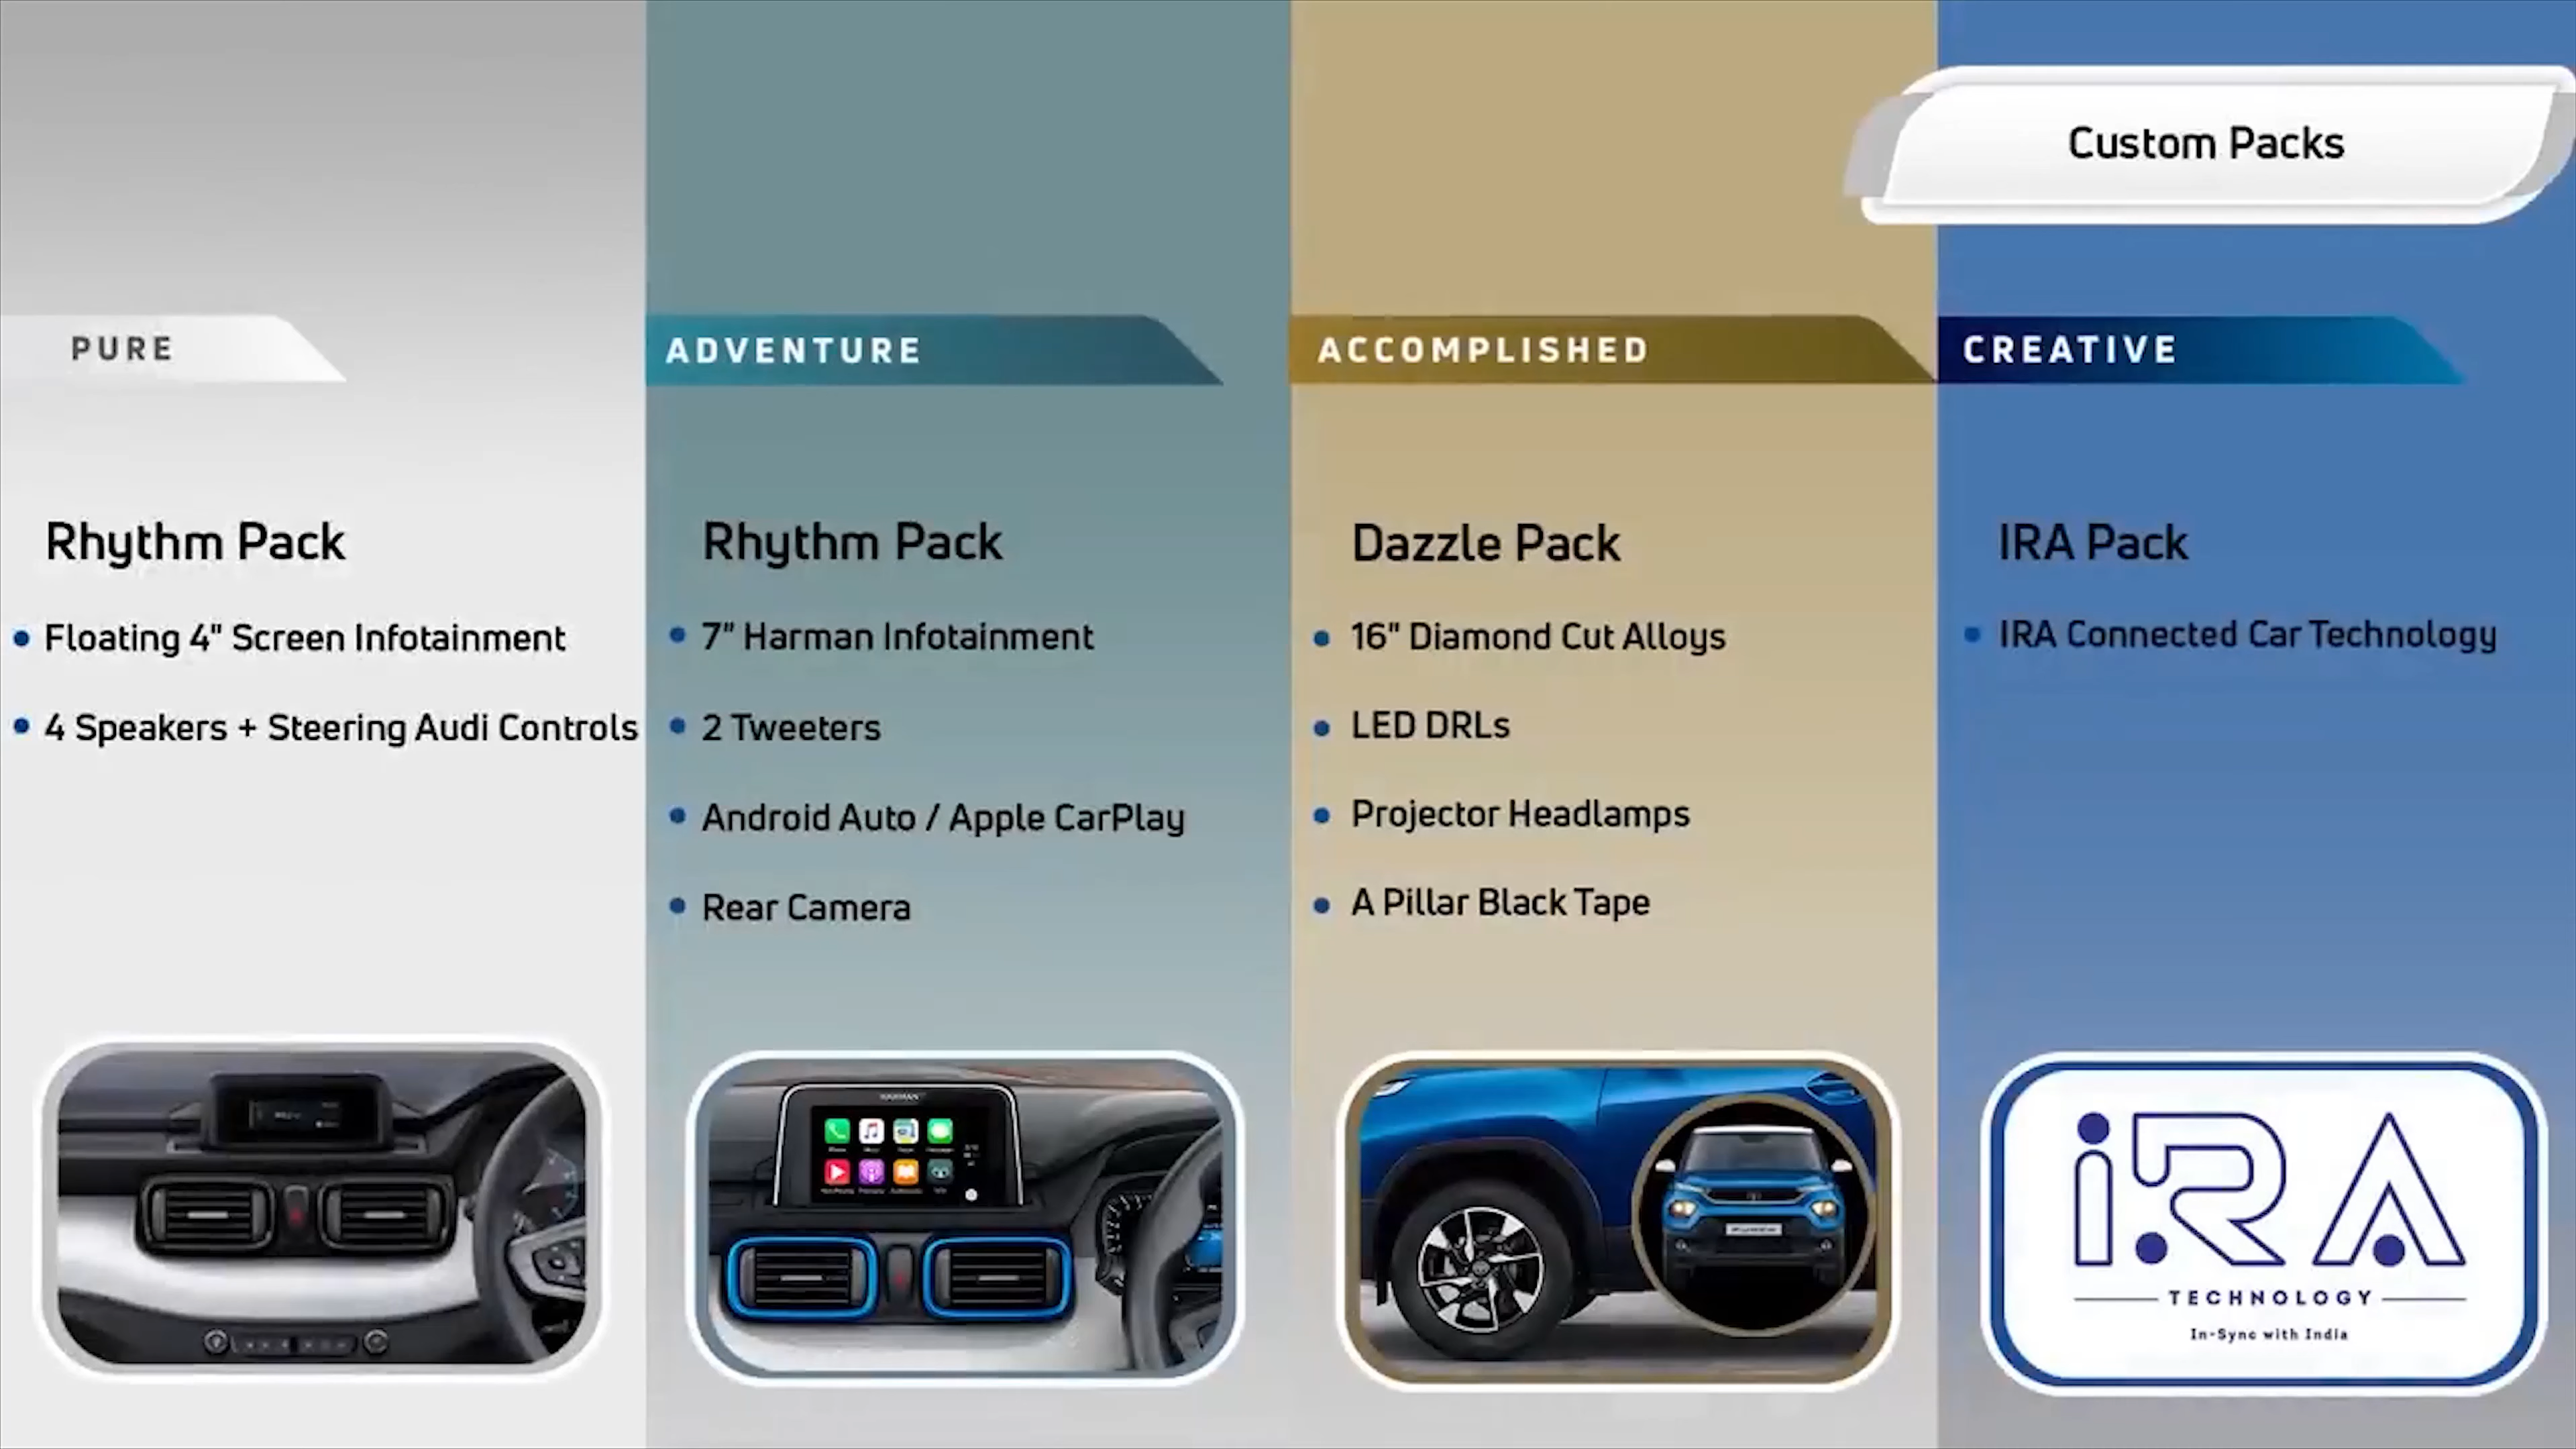 Custom Packs
PURE
Rhythm Pack
Floating 4" Screen Infotainment
4 Speakers + Steering Audi Controls
ADVENTURE
Rhythm Pack
7" Harman Infotainment
2 Tweeters
Android Auto / Apple CarPlay
Rear Camera
HARMAN
ACCOMPLISHED
Dazzle Pack
16" Diamond Cut Alloys
LED DRLs
Projector Headlamps
A Pillar Black Tape
CREATIVE
IRA Pack
IRA Connected Car Technology
iRA
TECHNOLOGY
In-Sync with India